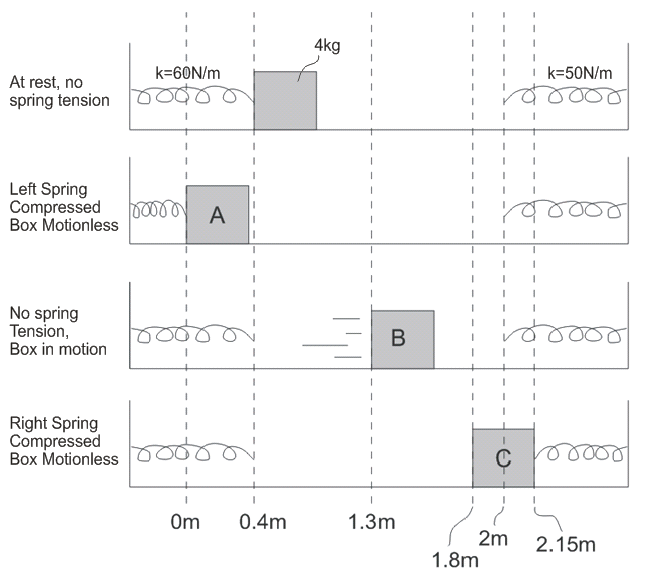 4kg
At rest, no
spring tension
k=60N/m
k=50N/m
Left Spring
Compressed
Box Motionless
A
No spring
Tension,
Box in motion
B
Right Spring
Compressed
Box Motionless
C
0m
0.4m
1.3m
1.8m
2m
2.15m